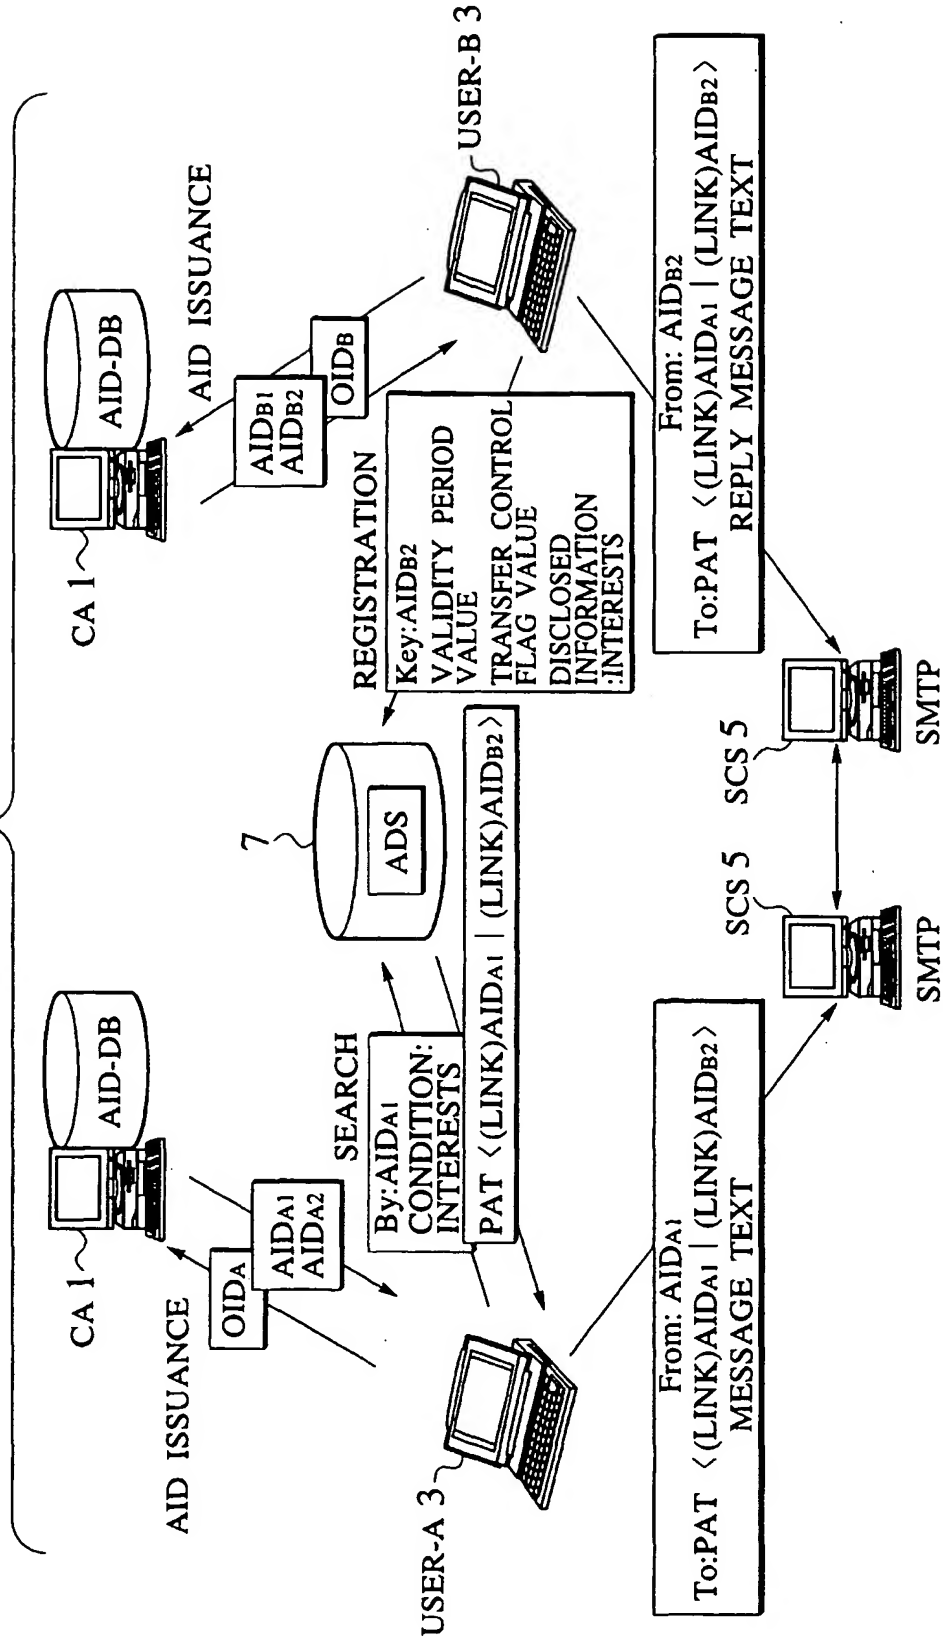 CA 1
AID-DB
AID ISSUANCE
OIDA
AIDA1
AIDA2
USER-A 3
SEARCH
By:AIDA1
CONDITION:
INTERESTS
PAT <(LINK)AIDA1 | (LINK)AIDB2>
7
ADS
CA 1
AID-DB
AID ISSUANCE
AIDB1
AIDB2
OIDB
USER-B 3
REGISTRATION
Key:AIDB2
VALIDITY PERIOD
VALUE
TRANSFER CONTROL
FLAG VALUE
DISCLOSED
INFORMATION
:INTERESTS
From: AIDA1
To:PAT <(LINK)AIDA1 | (LINK)AIDB2>
MESSAGE TEXT
SCS 5
SMTP
SCS 5
SMTP
From: AIDB2
To:PAT <(LINK)AIDA1 | (LINK)AIDB2>
REPLY MESSAGE TEXT